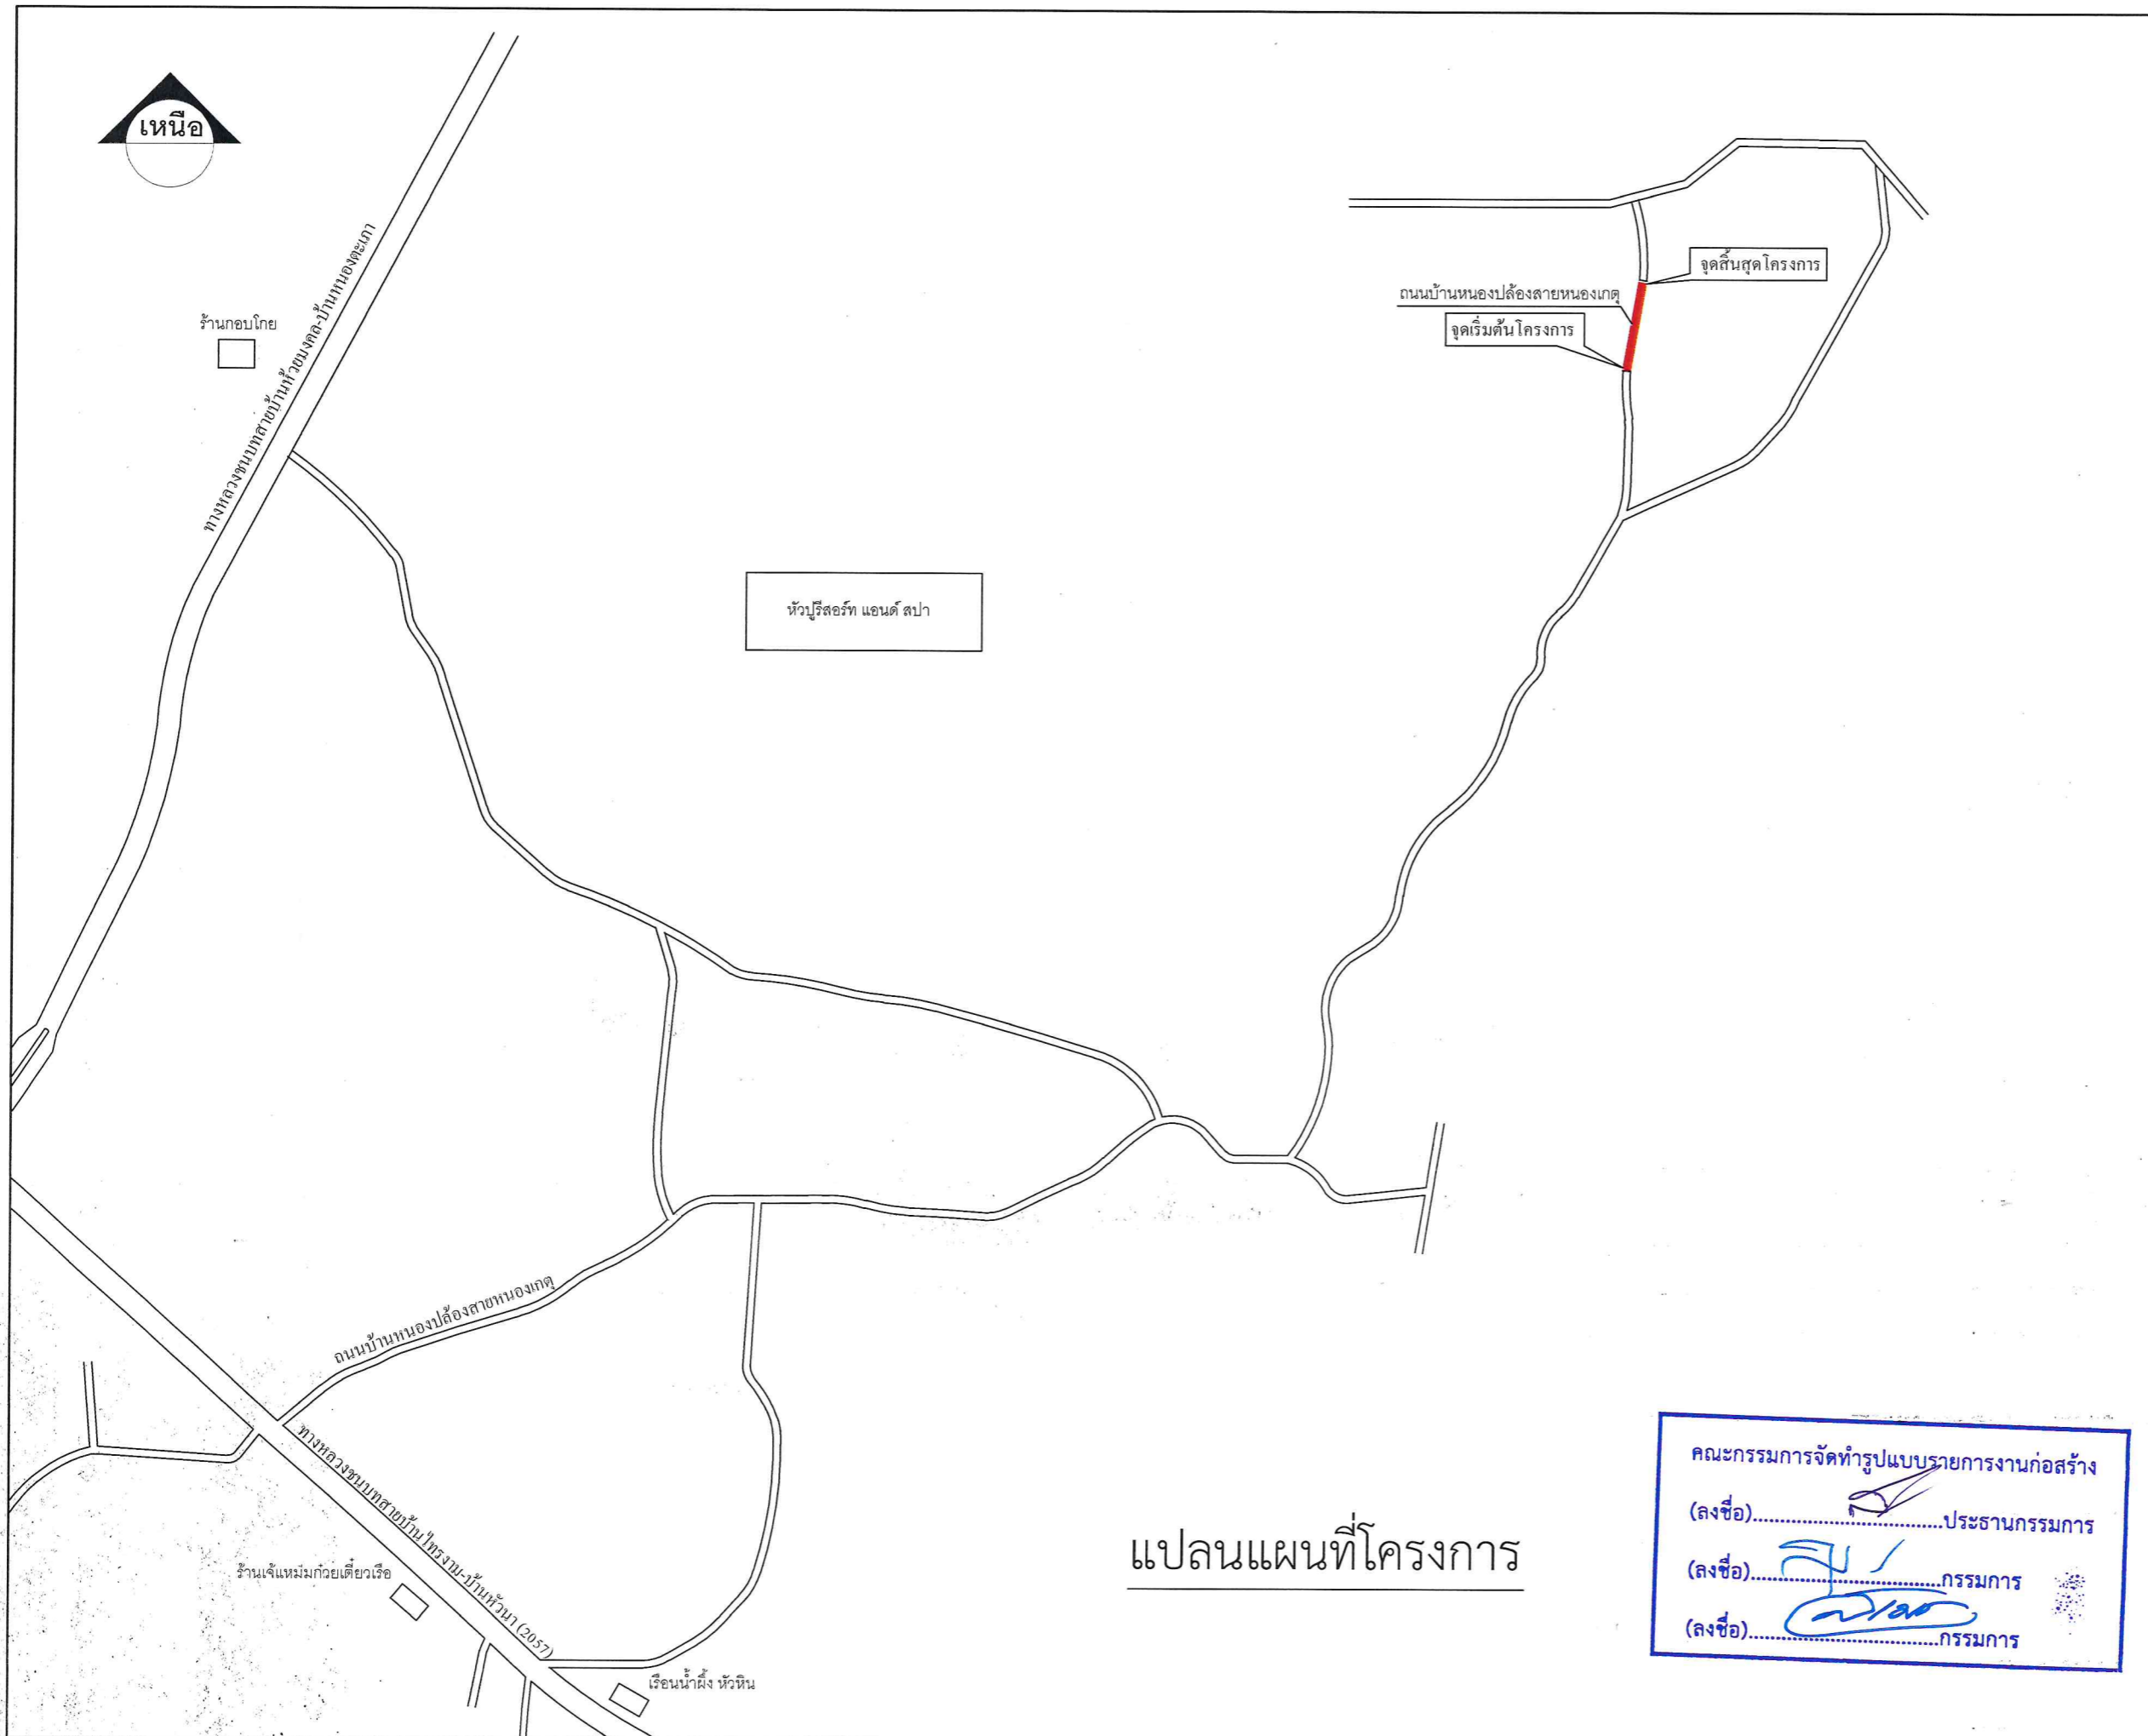 เหนือ
ทางหลวงชนบทสายบ้านห้วยมงคล-บ้านหนองตะเภา
ร้านกอบโกย
จุดสิ้นสุดโครงการ
ถนนบ้านหนองปล้องสายหนองเกตุ
จุดเริ่มต้นโครงการ
หัวปูรีสอร์ท แอนด์ สปา
ถนนบ้านหนองปล้องสายหนองเกตุ
ทางหลวงชนบทสายบ้านไทรงาม-บ้านหัวนา (2057)
ร้านเจ๊แหม่มก๋วยเตี๋ยวเรือ
เรือนน้ำผึ้ง หัวหิน
แปลนแผนที่โครงการ
คณะกรรมการจัดทำรูปแบบรายการงานก่อสร้าง
(ลงชื่อ)................................ประธานกรรมการ
(ลงชื่อ)................................กรรมการ
(ลงชื่อ)................................กรรมการ